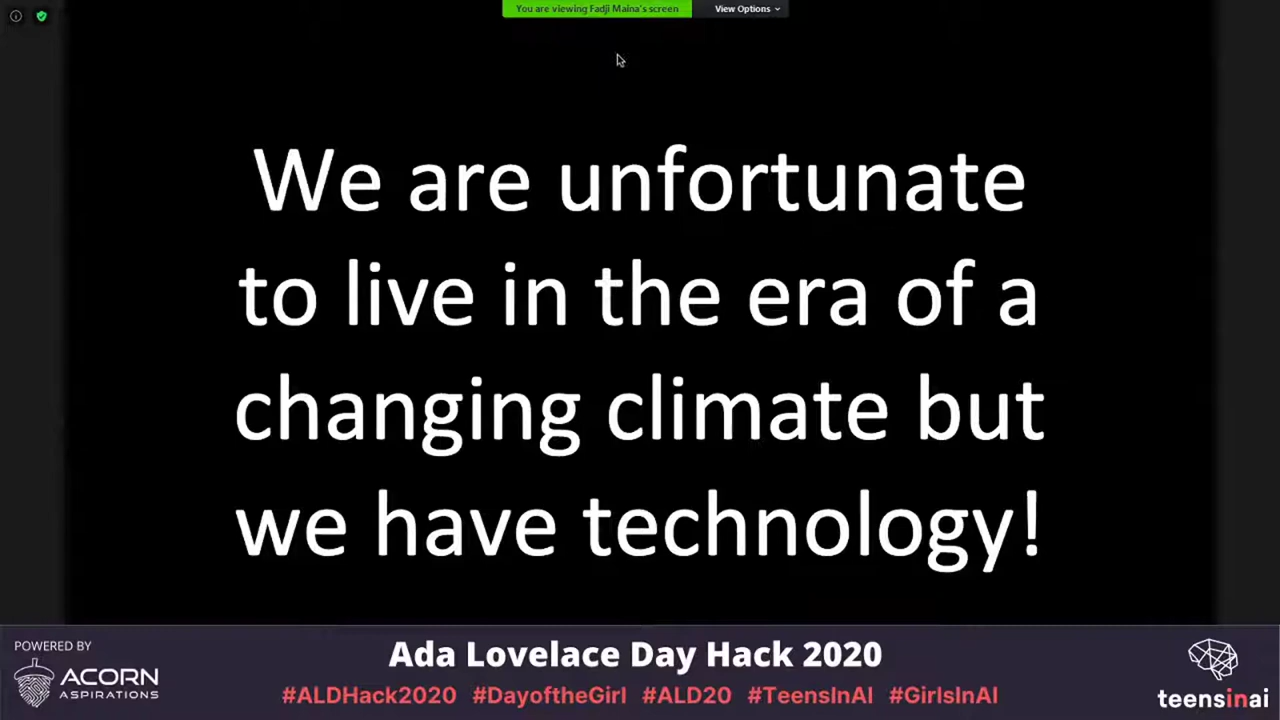 You are viewing Fadji Maina's screen
View Options
We are unfortunate
to live in the era of a
changing climate but
we have technology!
POWERED BY
ACORN
ASPIRATIONS
Ada Lovelace Day Hack 2020
#ALDHack2020 #DayoftheGirl #ALD20 #TeensInAI #GirlsInAI
teensinai